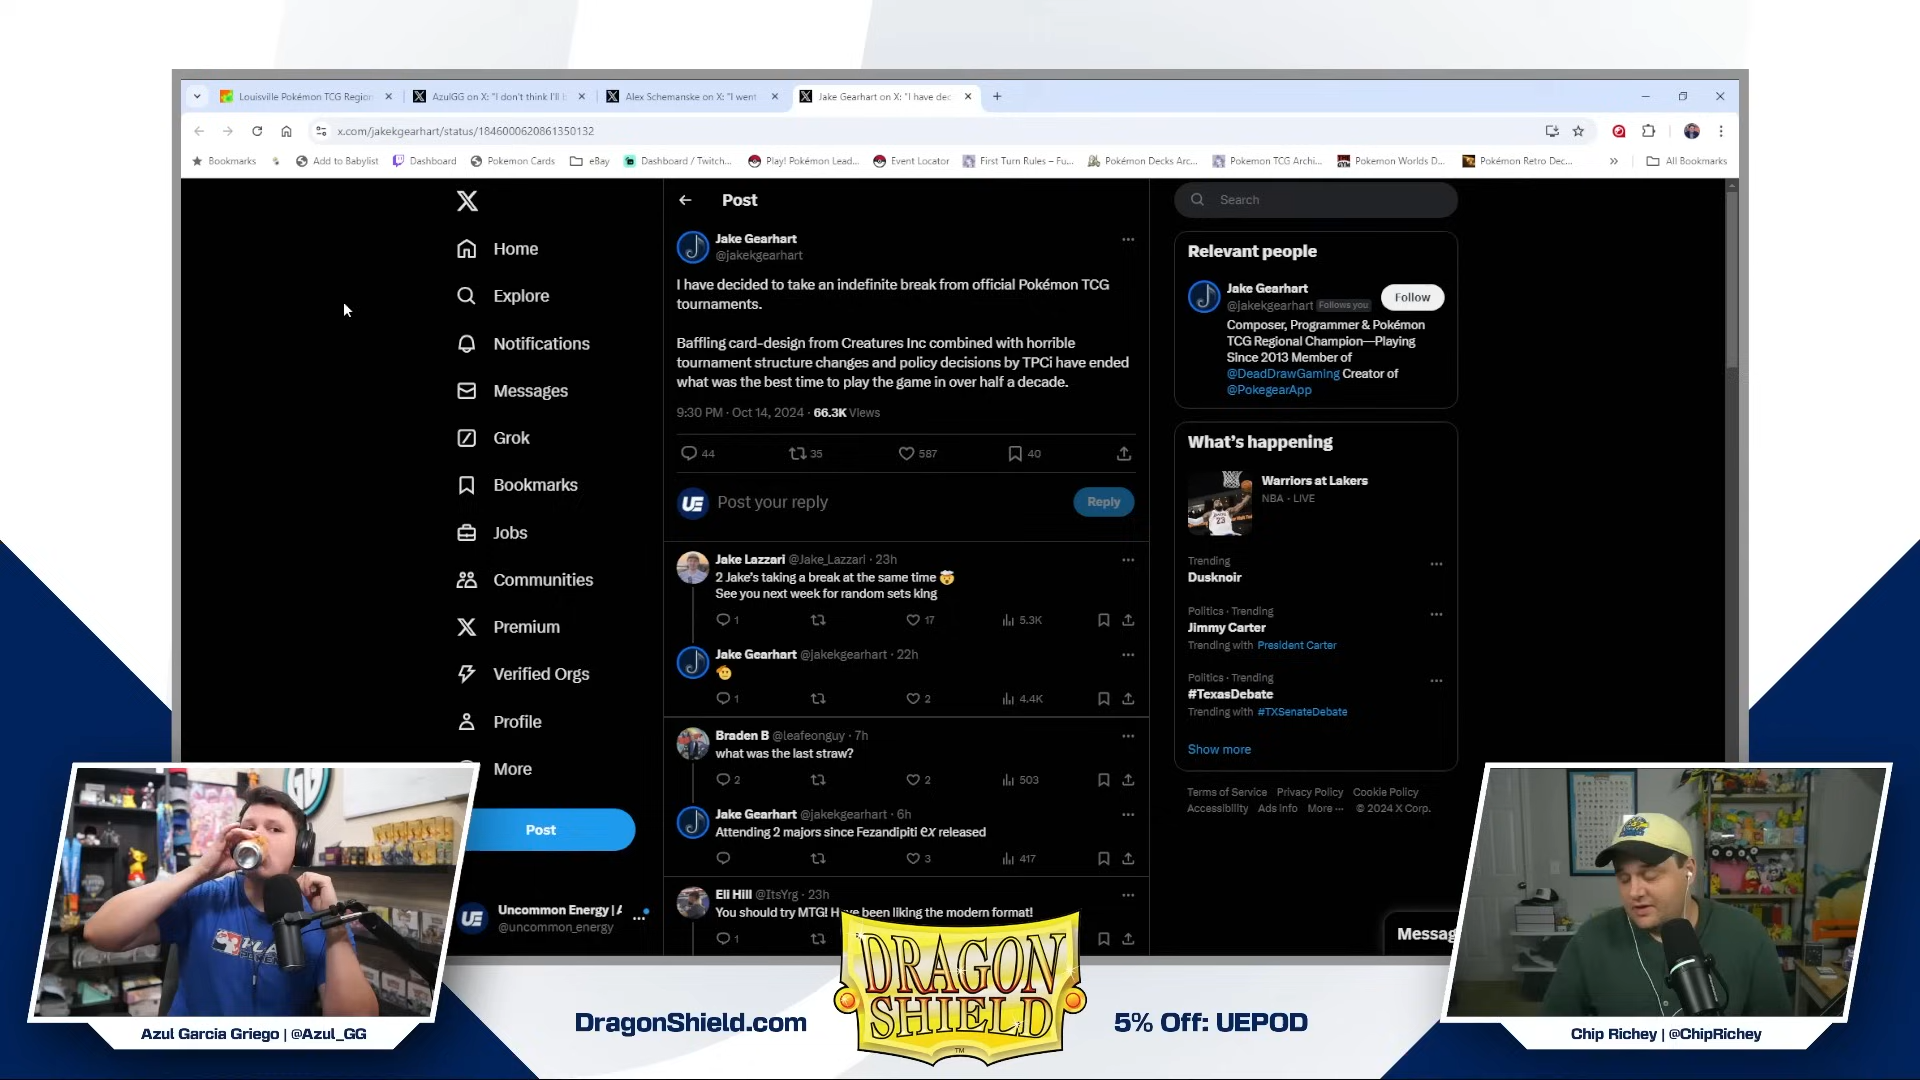 Louisville Pokémon TCG Region
AzulGG on X: "I don't think I'll b
Alex Schemanske on X: "I went
Jake Gearhart on X: "I have dec
x.com/jakekgearhart/status/1846000620861350132
Bookmarks
Add to Babylist
Dashboard
Pokemon Cards
eBay
Dashboard / Twitch...
Play! Pokémon Lead...
Event Locator
First Turn Rules – Fu...
Pokémon Decks Arc...
Pokemon TCG Archi...
Pokemon Worlds D...
Pokémon Retro Dec...
All Bookmarks
Home
Explore
Notifications
Messages
Grok
Bookmarks
Jobs
Communities
Premium
Verified Orgs
Profile
More
Post
Uncommon Energy | A
@uncommon_energy
Post
Jake Gearhart
@jakekgearhart
I have decided to take an indefinite break from official Pokémon TCG
tournaments.
Baffling card-design from Creatures Inc combined with horrible
tournament structure changes and policy decisions by TPCi have ended
what was the best time to play the game in over half a decade.
9:30 PM · Oct 14, 2024 · 66.3K Views
44 35 587 40
UE Post your reply Reply
Jake Lazzari @Jake_Lazzari · 23h
2 Jake's taking a break at the same time 🤯
See you next week for random sets king
1 17 5.3K
Jake Gearhart @jakekgearhart · 22h
🫡
1 2 4.4K
Braden B @leafeonguy · 7h
what was the last straw?
2 2 503
Jake Gearhart @jakekgearhart · 6h
Attending 2 majors since Fezandipiti ex released
3 417
Eli Hill @ItsYrg · 23h
You should try MTG! H ve been liking the modern format!
1
Search
Relevant people
Jake Gearhart
@jakekgearhart Follows you
Follow
Composer, Programmer & Pokémon
TCG Regional Champion—Playing
Since 2013 Member of
@DeadDrawGaming Creator of
@PokegearApp
What's happening
Warriors at Lakers
NBA · LIVE
Trending
Dusknoir
Politics · Trending
Jimmy Carter
Trending with President Carter
Politics · Trending
#TexasDebate
Trending with #TXSenateDebate
Show more
Terms of Service Privacy Policy Cookie Policy
Accessibility Ads info More ··· © 2024 X Corp.
Messag
Azul Garcia Griego | @Azul_GG
DragonShield.com
DRAGON
SHIELD
TM
5% Off: UEPOD
Chip Richey | @ChipRichey